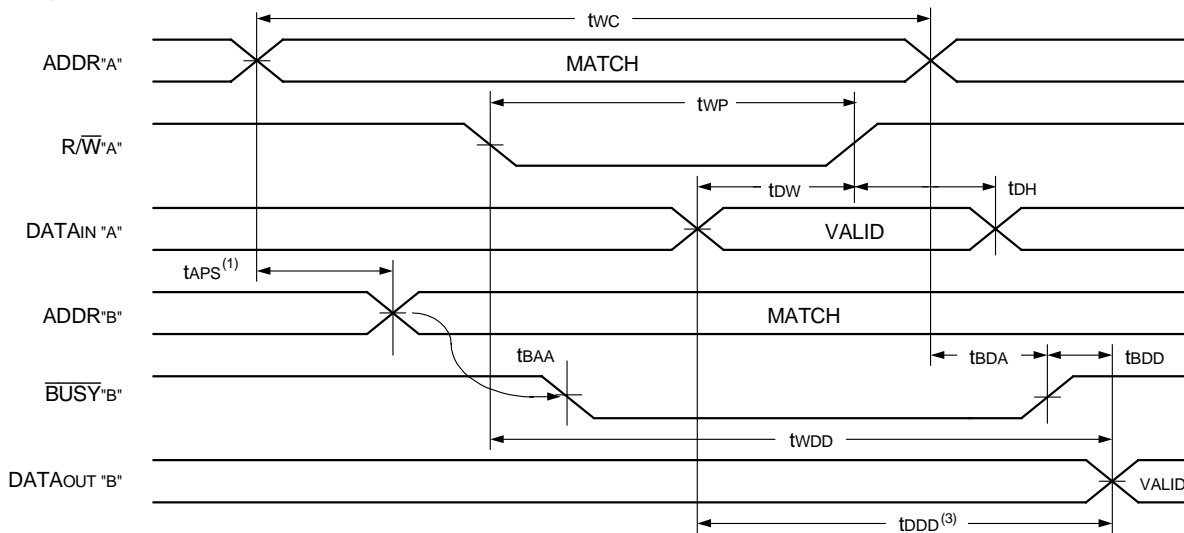 tWC
ADDR"A" MATCH
tWP
R/W"A"
tDW tDH
DATAIN "A" VALID
tAPS(1)
ADDR"B" MATCH
tBAA tBDA tBDD
BUSY"B"
tWDD
DATAOUT "B" VALID
tDDD(3)